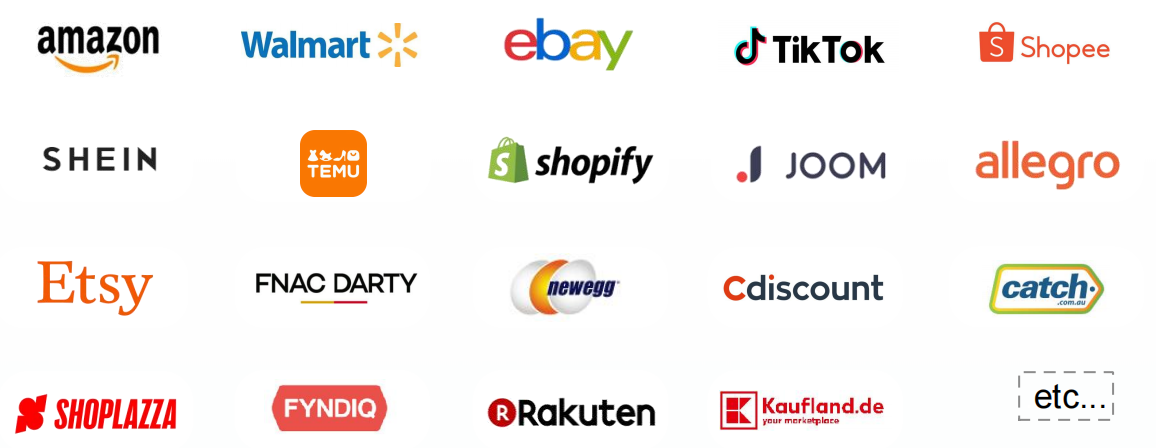 amazon
Walmart
ebay
TikTok
S Shopee
SHEIN
TEMU
S shopify
JOOM
allegro
Etsy
FNAC DARTY
newegg
Cdiscount
catch
.com.au
SHOPLAZZA
FYNDIQ
R Rakuten
K Kaufland.de
your marketplace
etc...